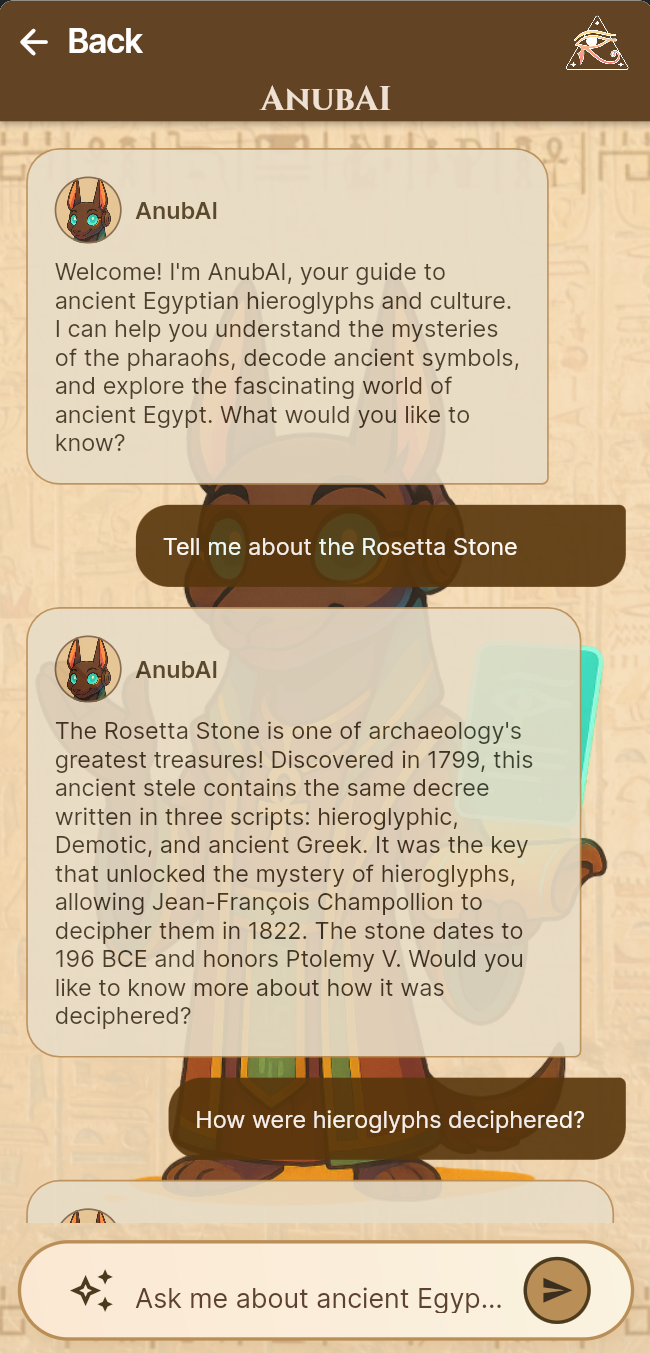 Back
ANUBAI
AnubAI
Welcome! I'm AnubAI, your guide to
ancient Egyptian hieroglyphs and culture.
I can help you understand the mysteries
of the pharaohs, decode ancient symbols,
and explore the fascinating world of
ancient Egypt. What would you like to
know?
Tell me about the Rosetta Stone
AnubAI
The Rosetta Stone is one of archaeology's
greatest treasures! Discovered in 1799, this
ancient stele contains the same decree
written in three scripts: hieroglyphic,
Demotic, and ancient Greek. It was the key
that unlocked the mystery of hieroglyphs,
allowing Jean-François Champollion to
decipher them in 1822. The stone dates to
196 BCE and honors Ptolemy V. Would you
like to know more about how it was
deciphered?
How were hieroglyphs deciphered?
Ask me about ancient Egyp...